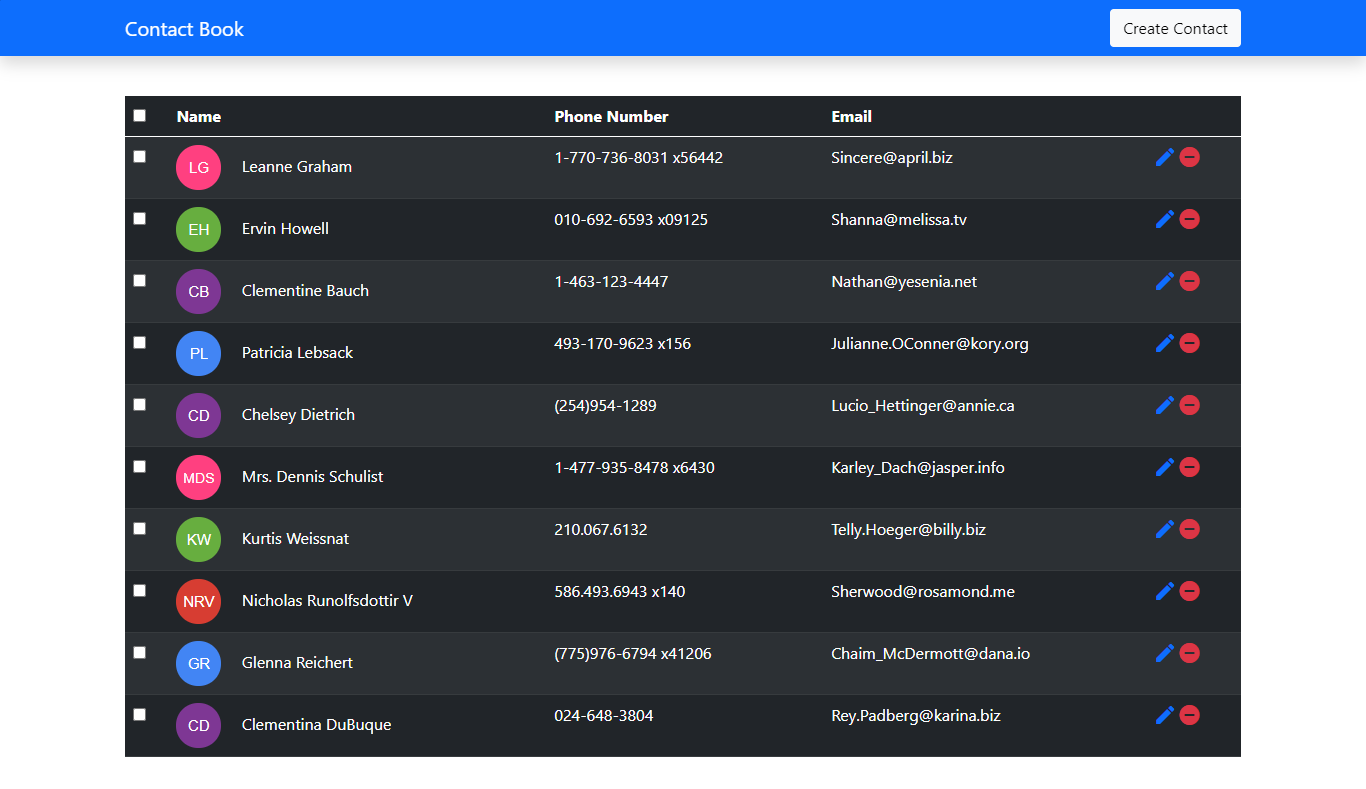 Contact Book Create Contact
Name Phone Number Email
LG Leanne Graham 1-770-736-8031 x56442 Sincere@april.biz
EH Ervin Howell 010-692-6593 x09125 Shanna@melissa.tv
CB Clementine Bauch 1-463-123-4447 Nathan@yesenia.net
PL Patricia Lebsack 493-170-9623 x156 Julianne.OConner@kory.org
CD Chelsey Dietrich (254)954-1289 Lucio_Hettinger@annie.ca
MDS Mrs. Dennis Schulist 1-477-935-8478 x6430 Karley_Dach@jasper.info
KW Kurtis Weissnat 210.067.6132 Telly.Hoeger@billy.biz
NRV Nicholas Runolfsdottir V 586.493.6943 x140 Sherwood@rosamond.me
GR Glenna Reichert (775)976-6794 x41206 Chaim_McDermott@dana.io
CD Clementina DuBuque 024-648-3804 Rey.Padberg@karina.biz